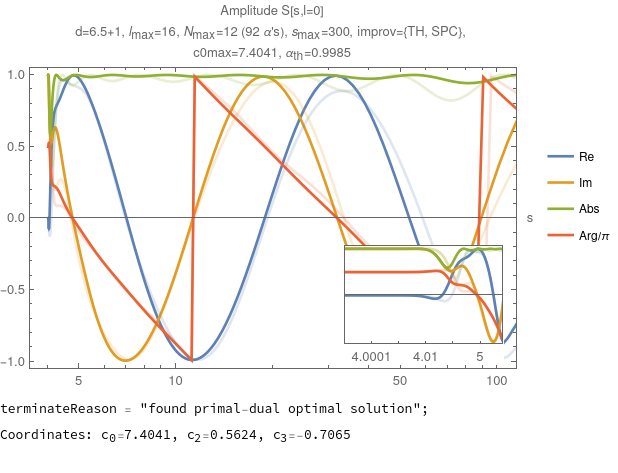 Amplitude S[s,l=0]
d=6.5+1, lmax=16, Nmax=12 (92 α's), smax=300, improv={TH, SPC},
c0max=7.4041, αth=0.9985
1.0
0.5
0.0
−0.5
−1.0
5
10
50
100
s
4.0001
4.01
5
Re
Im
Abs
Arg/π
terminateReason = "found primal-dual optimal solution";
Coordinates: c0=7.4041, c2=0.5624, c3=-0.7065